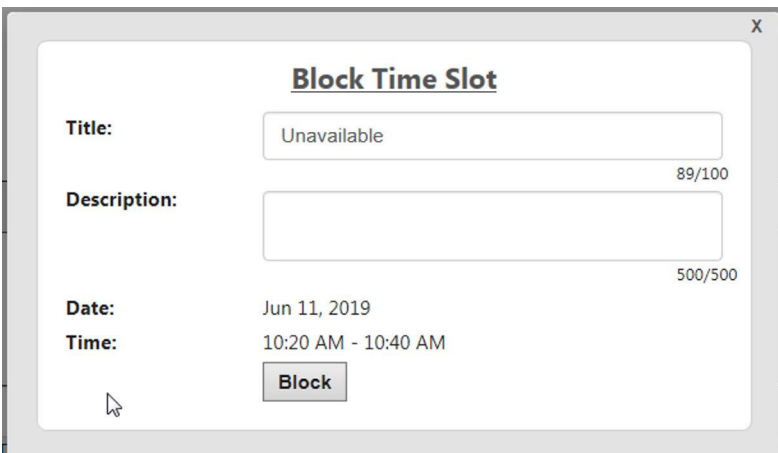 X
Block Time Slot
Title:
Unavailable
89/100
Description:
500/500
Date: Jun 11, 2019
Time: 10:20 AM - 10:40 AM
Block